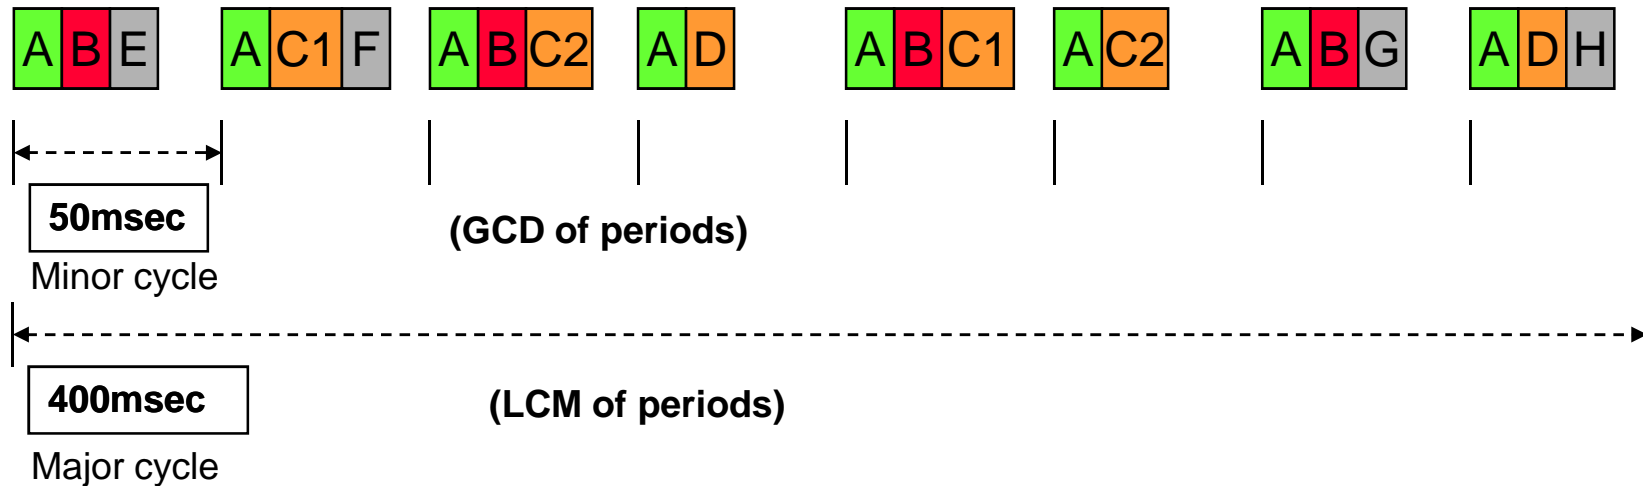 A B E A C1 F A B C2 A D A B C1 A C2 A B G A D H
50msec (GCD of periods)
Minor cycle
400msec (LCM of periods)
Major cycle